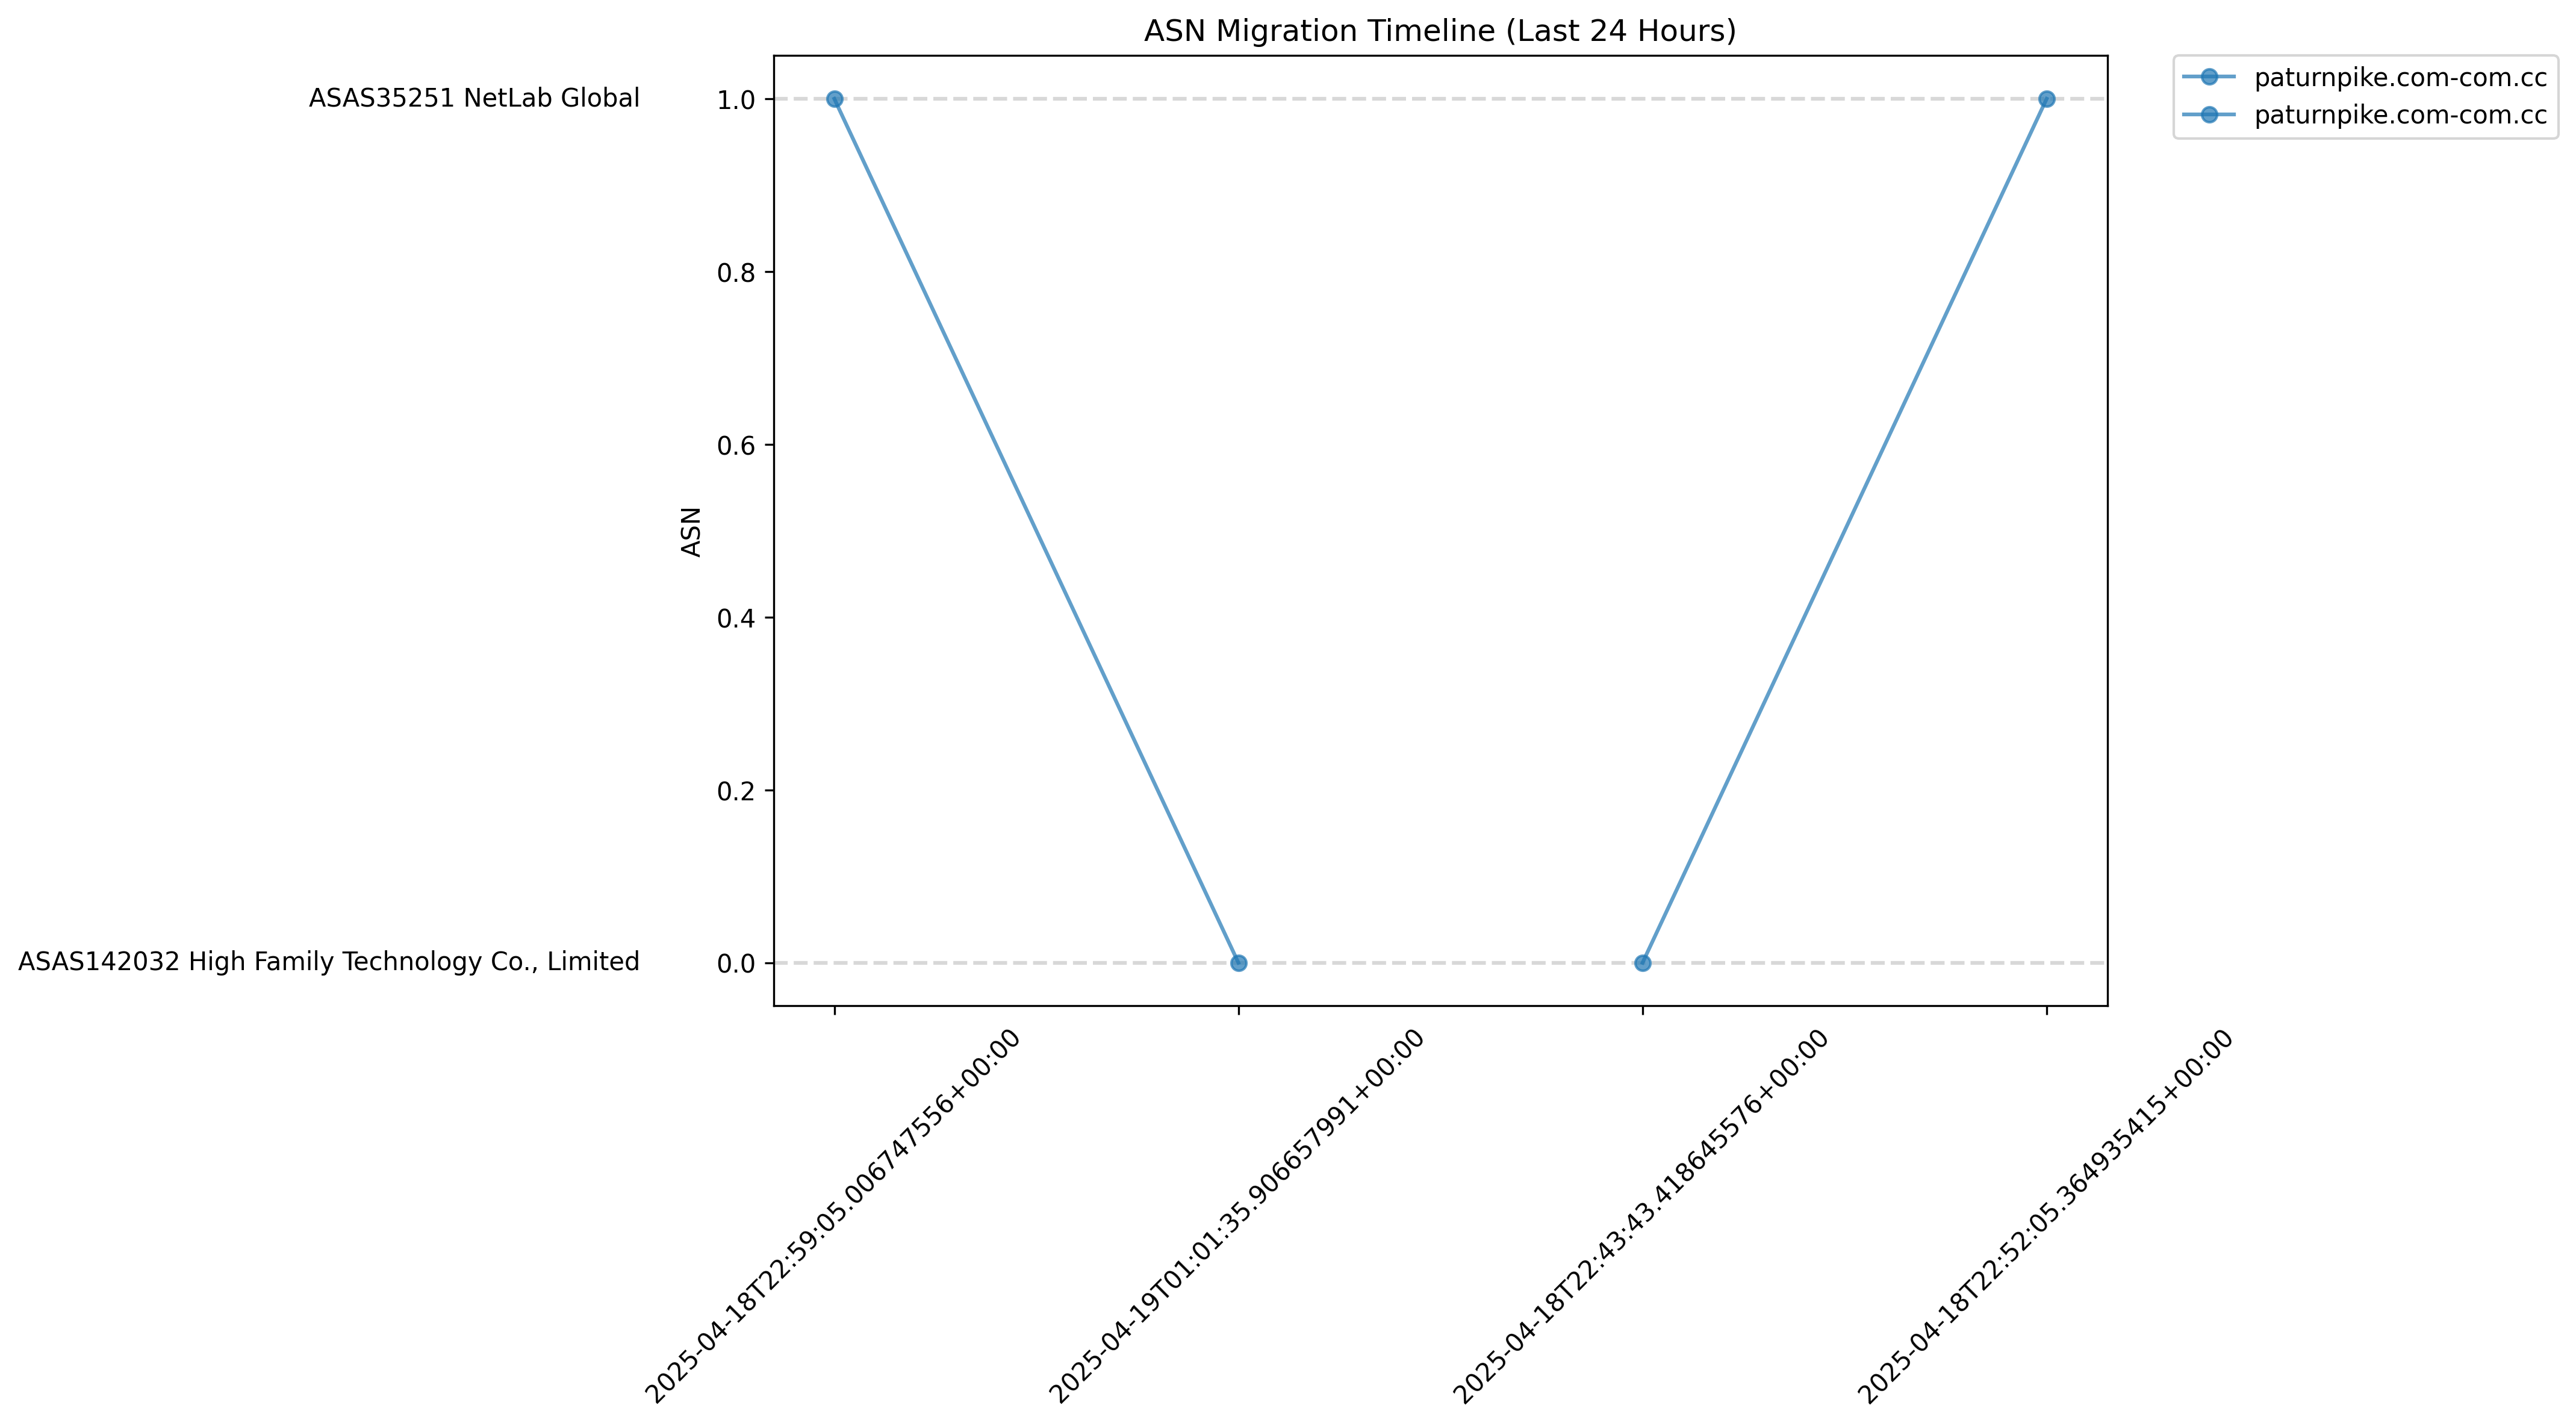 ASN Migration Timeline (Last 24 Hours)
paturnpike.com-com.cc
paturnpike.com-com.cc
ASAS35251 NetLab Global
ASAS142032 High Family Technology Co., Limited
ASN
1.0
0.8
0.6
0.4
0.2
0.0
2025-04-18T22:59:05.006747556+00:00
2025-04-19T01:01:35.906657991+00:00
2025-04-18T22:43:43.418645576+00:00
2025-04-18T22:52:05.364935415+00:00